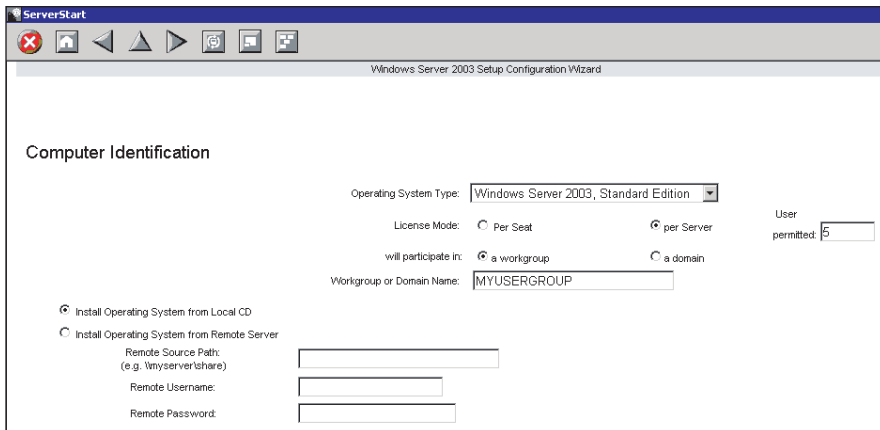 ServerStart
Windows Server 2003 Setup Configuration Wizard
Computer Identification
Operating System Type: Windows Server 2003, Standard Edition
License Mode: Per Seat per Server User permitted: 5
will participate in: a workgroup a domain
Workgroup or Domain Name: MYUSERGROUP
Install Operating System from Local CD
Install Operating System from Remote Server
Remote Source Path:
(e.g. \\myserver\share)
Remote Username:
Remote Password: